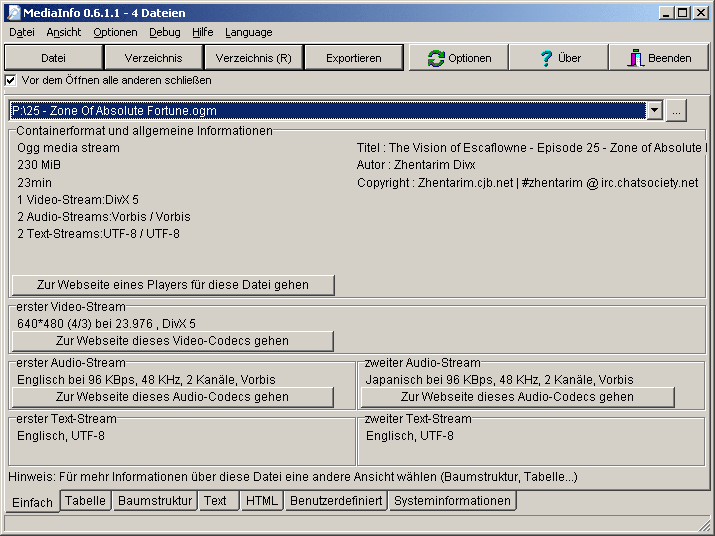 MediaInfo 0.6.1.1 - 4 Dateien
Datei Ansicht Optionen Debug Hilfe Language
Datei Verzeichnis Verzeichnis (R) Exportieren Optionen Über Beenden
Vor dem Öffnen alle anderen schließen
P:\25 - Zone Of Absolute Fortune.ogm ...
Containerformat und allgemeine Informationen
Ogg media stream
Titel : The Vision of Escaflowne - Episode 25 - Zone of Absolute
230 MiB
Autor : Zhentarim Divx
23min
Copyright : Zhentarim.cjb.net | #zhentarim @ irc.chatsociety.net
1 Video-Stream:DivX 5
2 Audio-Streams:Vorbis / Vorbis
2 Text-Streams:UTF-8 / UTF-8
Zur Webseite eines Players für diese Datei gehen
erster Video-Stream
640*480 (4/3) bei 23.976 , DivX 5
Zur Webseite dieses Video-Codecs gehen
erster Audio-Stream
Englisch bei 96 KBps, 48 KHz, 2 Kanäle, Vorbis
Zur Webseite dieses Audio-Codecs gehen
zweiter Audio-Stream
Japanisch bei 96 KBps, 48 KHz, 2 Kanäle, Vorbis
Zur Webseite dieses Audio-Codecs gehen
erster Text-Stream
Englisch, UTF-8
zweiter Text-Stream
Englisch, UTF-8
Hinweis: Für mehr Informationen über diese Datei eine andere Ansicht wählen (Baumstruktur, Tabelle...)
Einfach Tabelle Baumstruktur Text HTML Benutzerdefiniert Systeminformationen